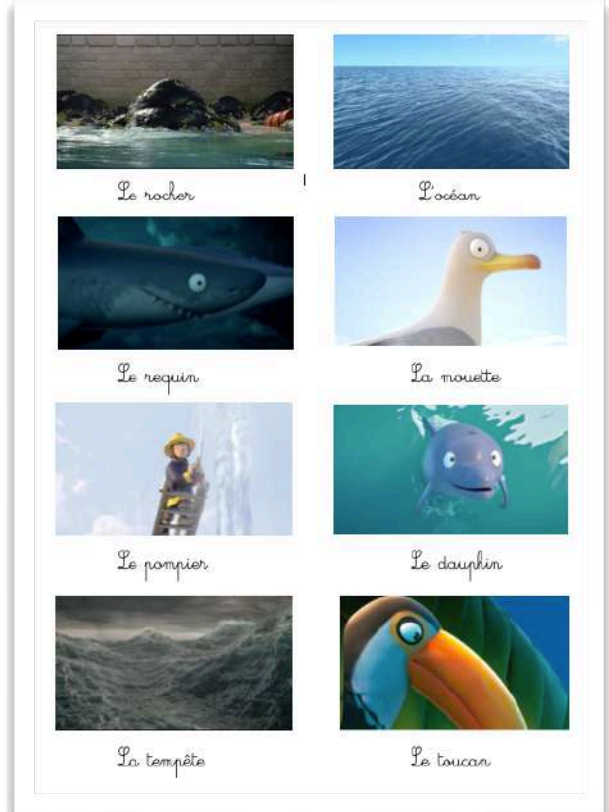 Le rocher
L'océan
Le requin
La mouette
Le pompier
Le dauphin
La tempête
Le toucan